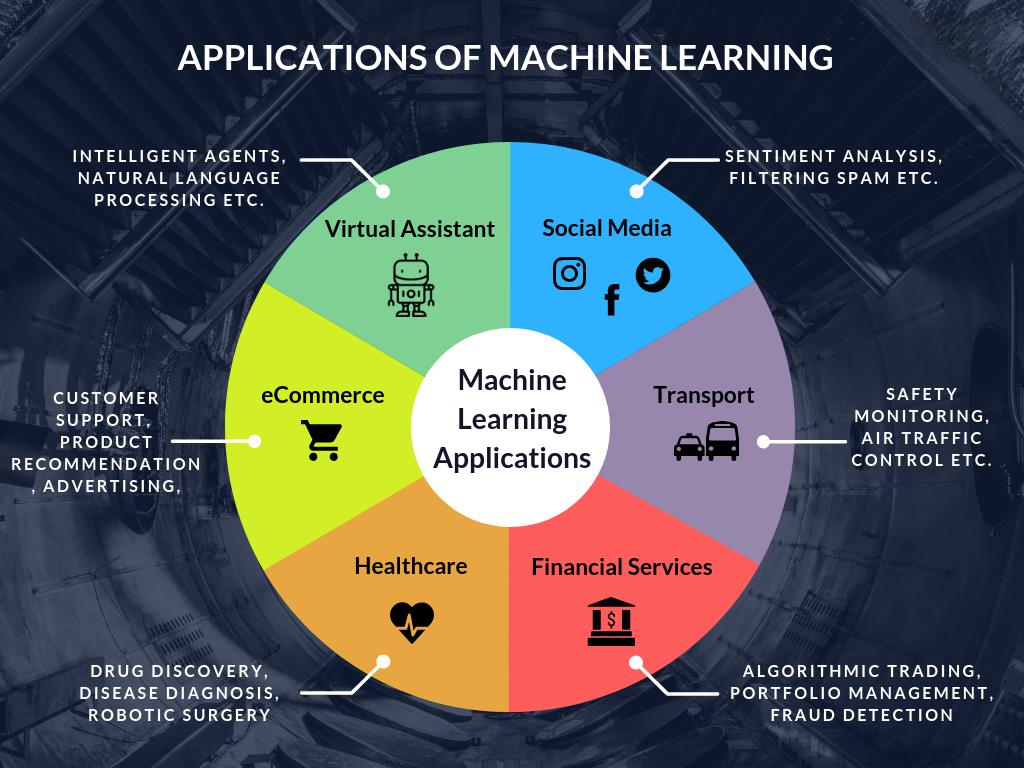 APPLICATIONS OF MACHINE LEARNING
INTELLIGENT AGENTS,
NATURAL LANGUAGE
PROCESSING ETC.
SENTIMENT ANALYSIS,
FILTERING SPAM ETC.
Virtual Assistant
Social Media
eCommerce
Machine
Learning
Applications
Transport
CUSTOMER
SUPPORT,
PRODUCT
RECOMMENDATION
, ADVERTISING,
SAFETY
MONITORING,
AIR TRAFFIC
CONTROL ETC.
Healthcare
Financial Services
$
DRUG DISCOVERY,
DISEASE DIAGNOSIS,
ROBOTIC SURGERY
ALGORITHMIC TRADING,
PORTFOLIO MANAGEMENT,
FRAUD DETECTION